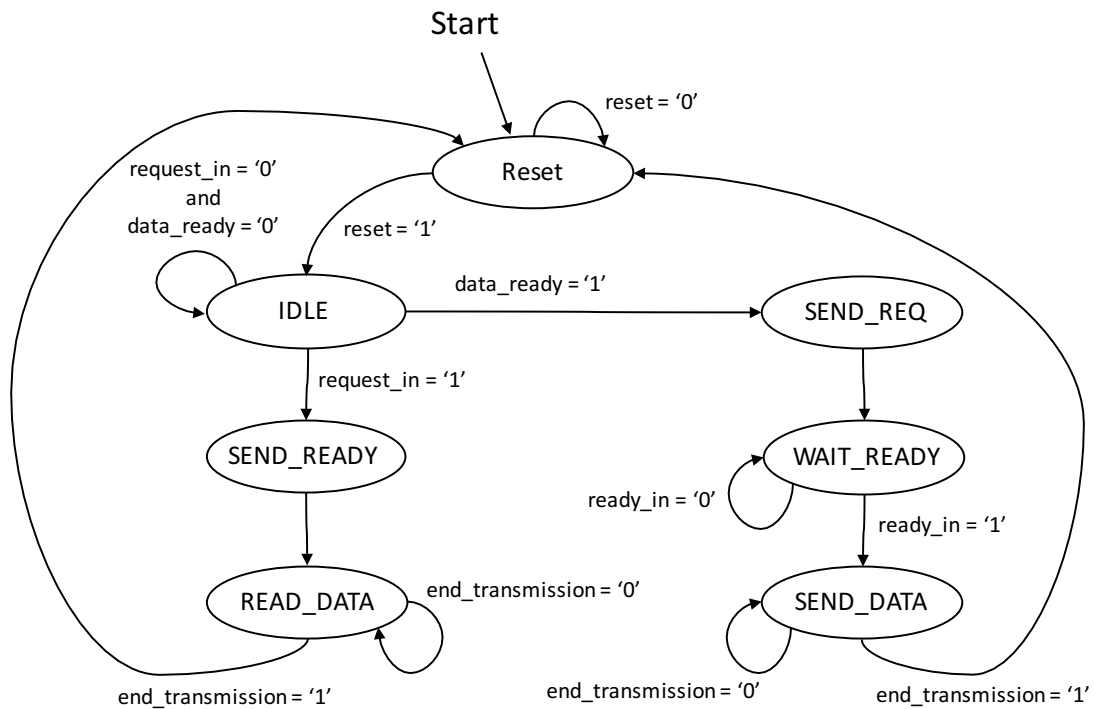 Start
reset = ‘0’
Reset
request_in = ‘0’
and
data_ready = ‘0’
reset = ‘1’
data_ready = ‘1’
IDLE
SEND_REQ
request_in = ‘1’
SEND_READY
WAIT_READY
ready_in = ‘0’
ready_in = ‘1’
READ_DATA
end_transmission = ‘0’
SEND_DATA
end_transmission = ‘1’
end_transmission = ‘0’
end_transmission = ‘1’